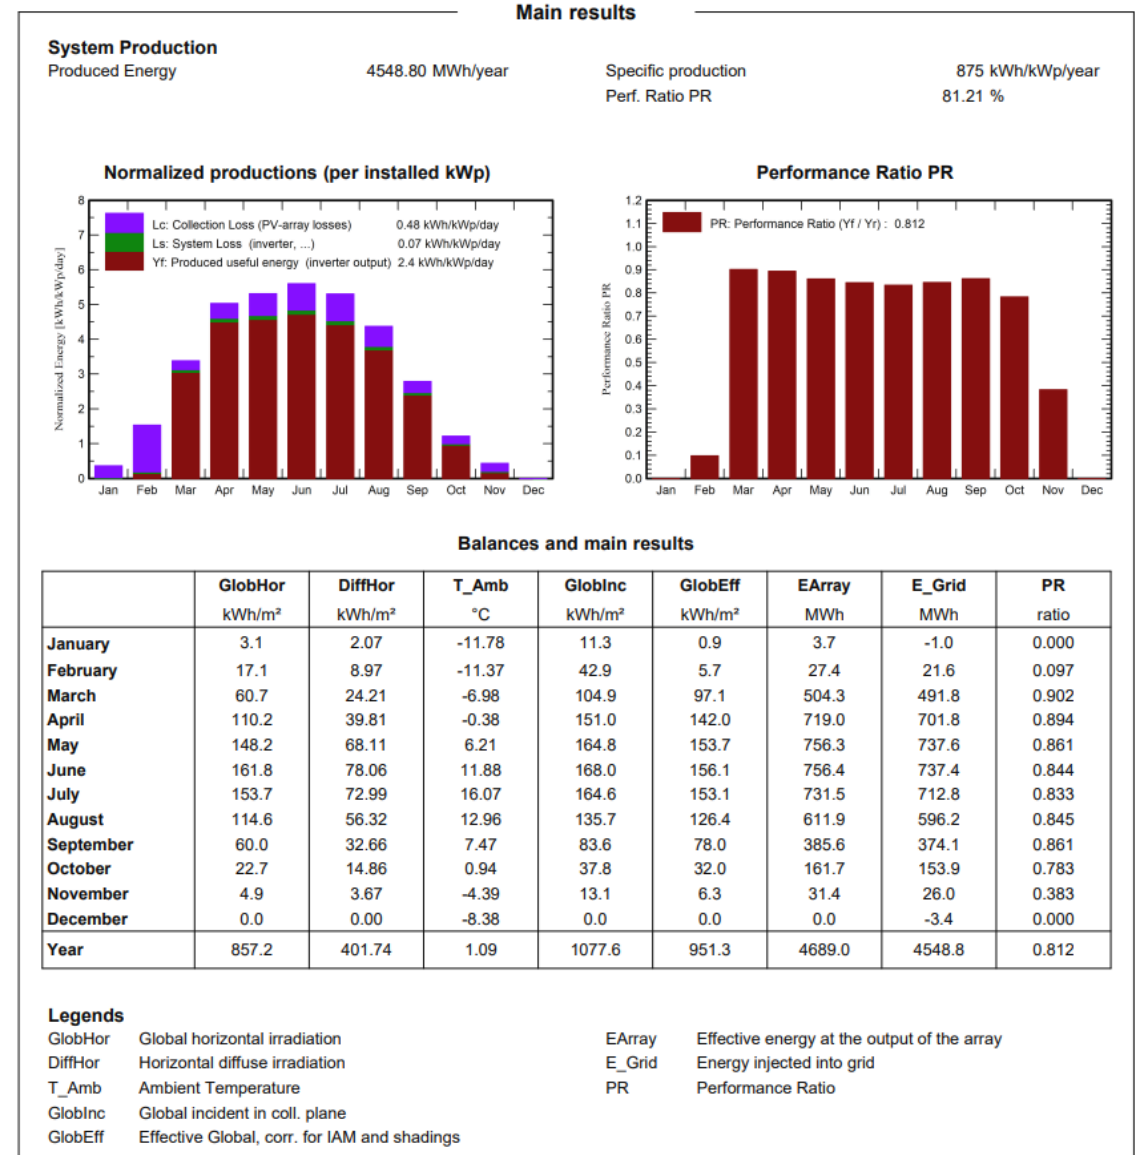 Main results
System Production
Produced Energy 4548.80 MWh/year Specific production 875 kWh/kWp/year
Perf. Ratio PR 81.21 %
Normalized productions (per installed kWp)
8
7
6
5
4
3
2
1
0
Normalized Energy [kWh/kWp/day]
Lc: Collection Loss (PV-array losses) 0.48 kWh/kWp/day
Ls: System Loss (inverter, ...) 0.07 kWh/kWp/day
Yf: Produced useful energy (inverter output) 2.4 kWh/kWp/day
Jan Feb Mar Apr May Jun Jul Aug Sep Oct Nov Dec
Performance Ratio PR
1.2
1.1
1.0
0.9
0.8
0.7
0.6
0.5
0.4
0.3
0.2
0.1
0.0
Performance Ratio PR
PR: Performance Ratio (Yf / Yr) : 0.812
Jan Feb Mar Apr May Jun Jul Aug Sep Oct Nov Dec
Balances and main results
GlobHor DiffHor T_Amb GlobInc GlobEff EArray E_Grid PR
kWh/m² kWh/m² °C kWh/m² kWh/m² MWh MWh ratio
January 3.1 2.07 -11.78 11.3 0.9 3.7 -1.0 0.000
February 17.1 8.97 -11.37 42.9 5.7 27.4 21.6 0.097
March 60.7 24.21 -6.98 104.9 97.1 504.3 491.8 0.902
April 110.2 39.81 -0.38 151.0 142.0 719.0 701.8 0.894
May 148.2 68.11 6.21 164.8 153.7 756.3 737.6 0.861
June 161.8 78.06 11.88 168.0 156.1 756.4 737.4 0.844
July 153.7 72.99 16.07 164.6 153.1 731.5 712.8 0.833
August 114.6 56.32 12.96 135.7 126.4 611.9 596.2 0.845
September 60.0 32.66 7.47 83.6 78.0 385.6 374.1 0.861
October 22.7 14.86 0.94 37.8 32.0 161.7 153.9 0.783
November 4.9 3.67 -4.39 13.1 6.3 31.4 26.0 0.383
December 0.0 0.00 -8.38 0.0 0.0 0.0 -3.4 0.000
Year 857.2 401.74 1.09 1077.6 951.3 4689.0 4548.8 0.812
Legends
GlobHor Global horizontal irradiation EArray Effective energy at the output of the array
DiffHor Horizontal diffuse irradiation E_Grid Energy injected into grid
T_Amb Ambient Temperature PR Performance Ratio
GlobInc Global incident in coll. plane
GlobEff Effective Global, corr. for IAM and shadings